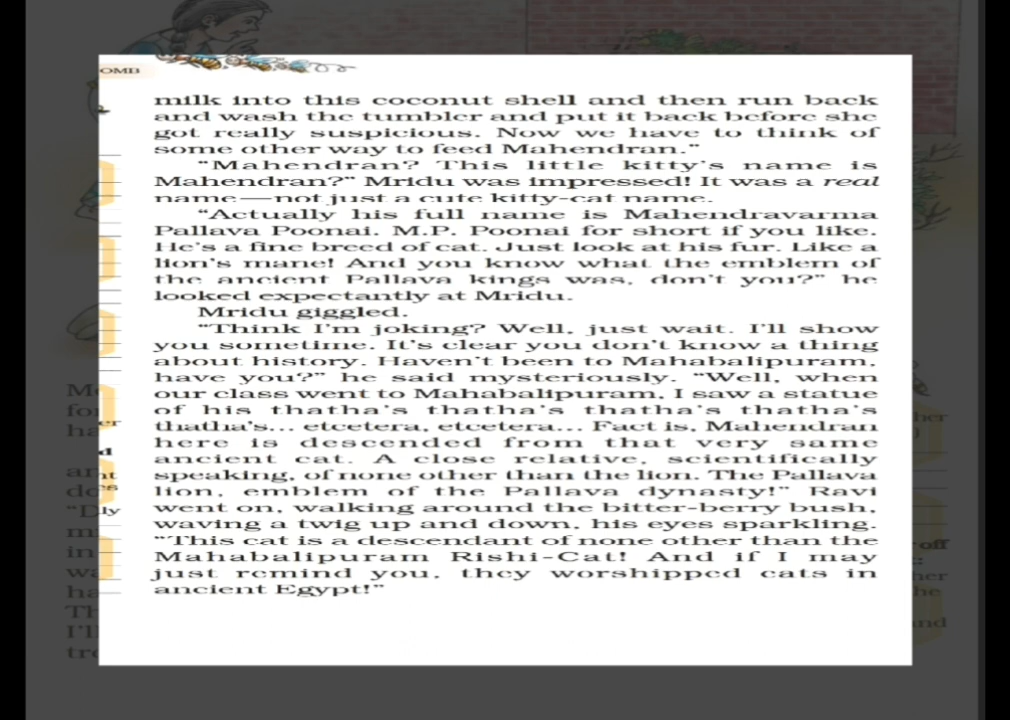 OMB
milk into this coconut shell and then run back
and wash the tumbler and put it back before she
got really suspicious. Now we have to think of
some other way to feed Mahendran."
"Mahendran? This little kitty's name is
Mahendran?" Mridu was impressed! It was a real
name—not just a cute kitty-cat name.
"Actually his full name is Mahendravarma
Pallava Poonai. M.P. Poonai for short if you like.
He's a fine breed of cat. Just look at his fur. Like a
lion's mane! And you know what the emblem of
the ancient Pallava kings was, don't you?" he
looked expectantly at Mridu.
Mridu giggled.
"Think I'm joking? Well, just wait. I'll show
you sometime. It's clear you don't know a thing
about history. Haven't been to Mahabalipuram,
have you?" he said mysteriously. "Well, when
our class went to Mahabalipuram, I saw a statue
of his thatha's thatha's thatha's thatha's
thatha's... etcetera, etcetera... Fact is, Mahendran
here is descended from that very same
ancient cat. A close relative, scientifically
speaking, of none other than the lion. The Pallava
lion, emblem of the Pallava dynasty!" Ravi
went on, walking around the bitter-berry bush,
waving a twig up and down, his eyes sparkling.
"This cat is a descendant of none other than the
Mahabalipuram Rishi-Cat! And if I may
just remind you, they worshipped cats in
ancient Egypt!"